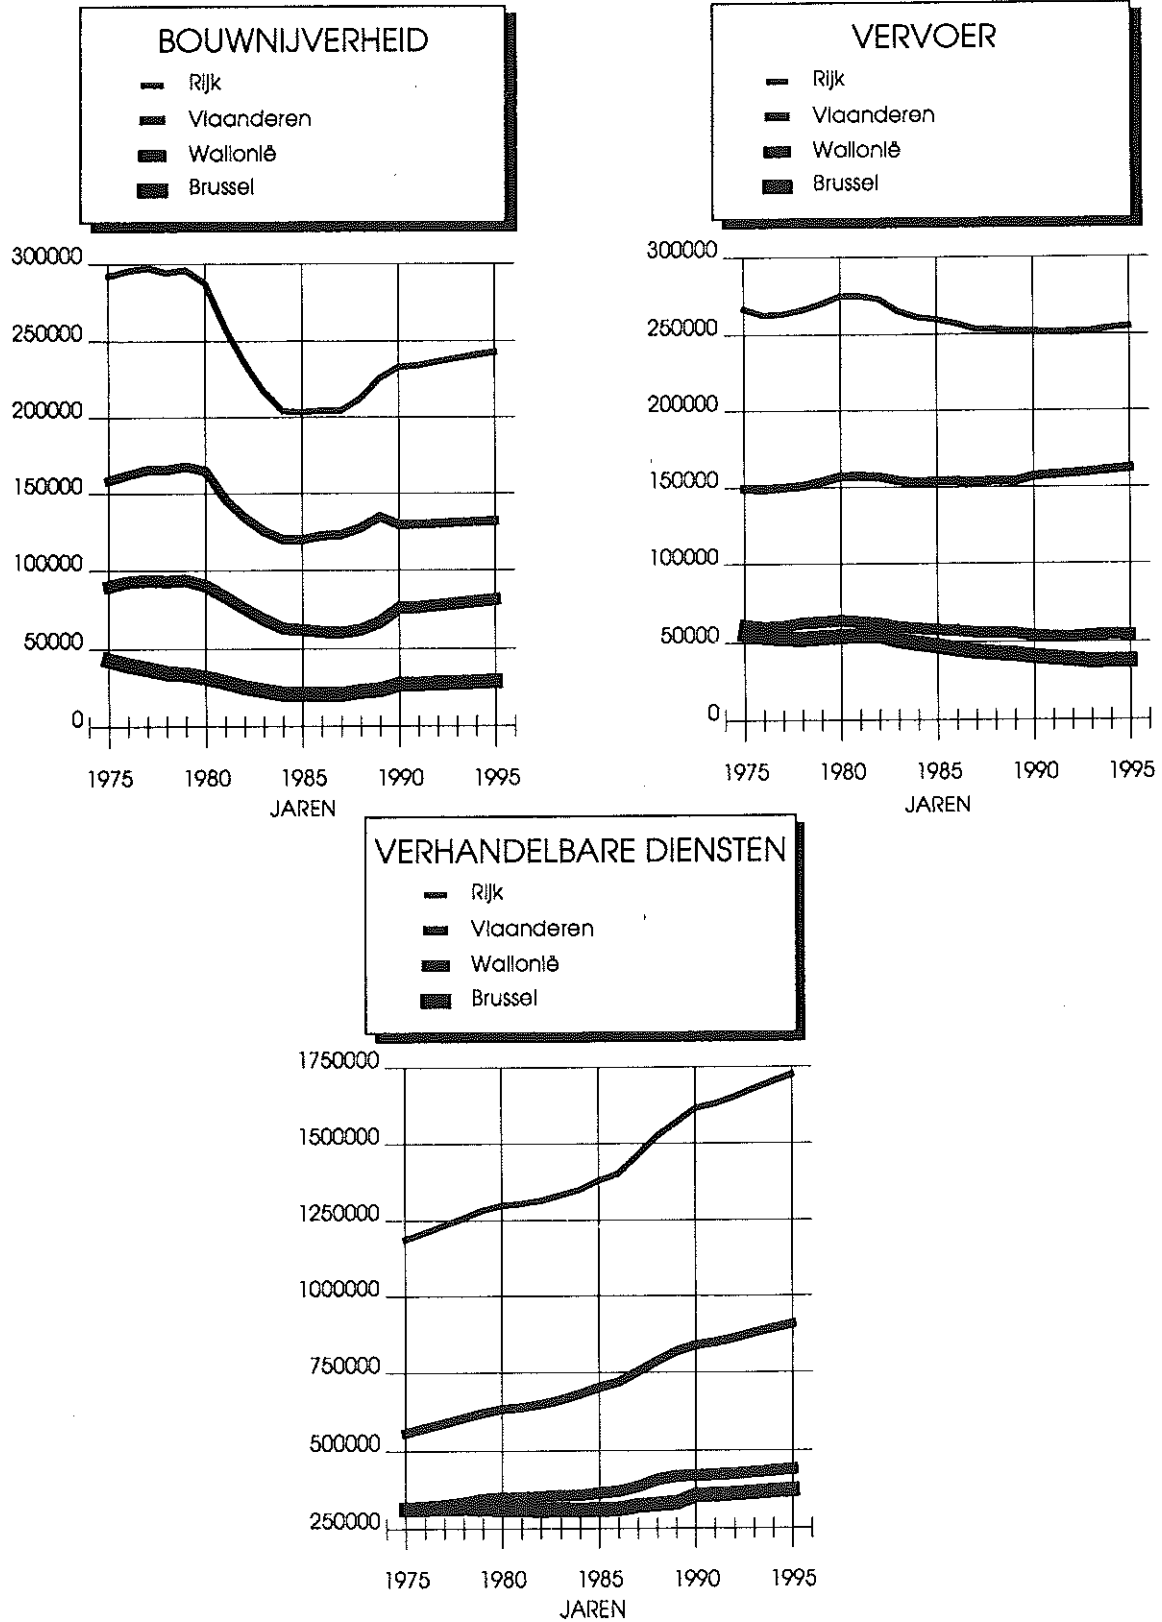 BOUWNIJVERHEID
Rijk
Vlaanderen
Wallonië
Brussel
300000
250000
200000
150000
100000
50000
0
1975 1980 1985 1990 1995
JAREN
VERVOER
Rijk
Vlaanderen
Wallonië
Brussel
300000
250000
200000
150000
100000
50000
0
1975 1980 1985 1990 1995
JAREN
VERHANDELBARE DIENSTEN
Rijk
Vlaanderen
Wallonië
Brussel
1750000
1500000
1250000
1000000
750000
500000
250000
1975 1980 1985 1990 1995
JAREN